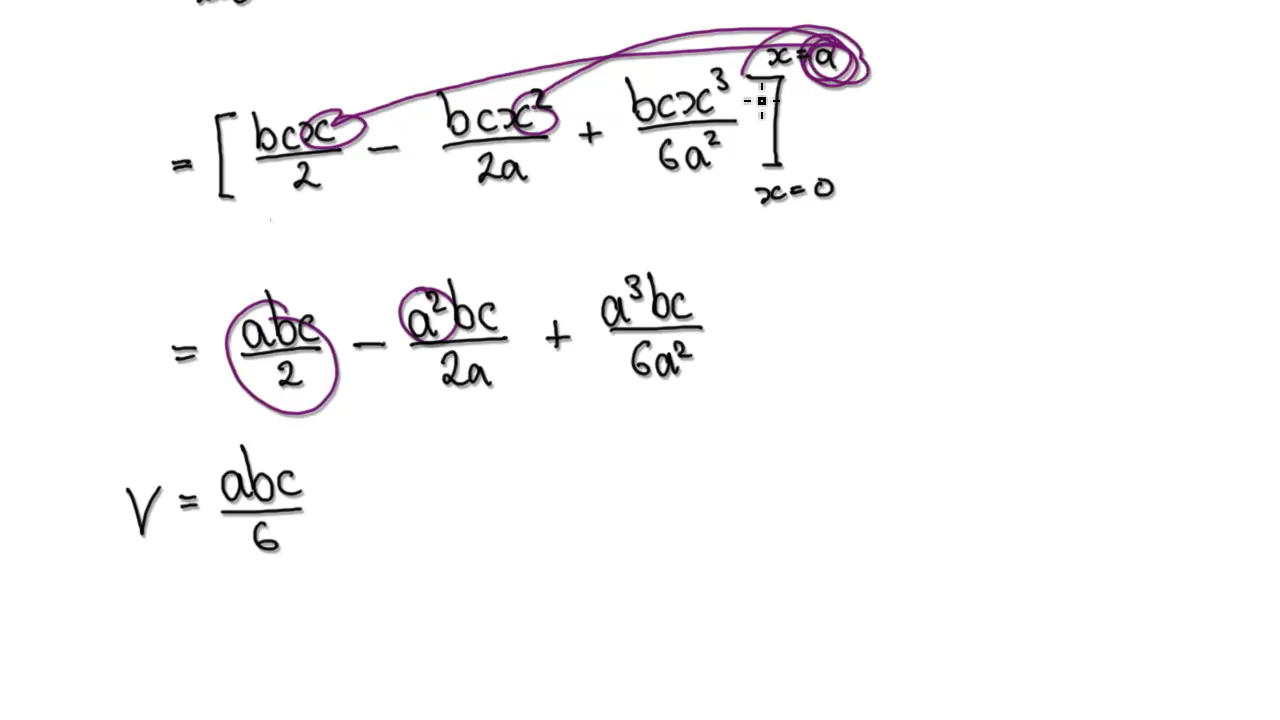 = [ bcx/2 − bcx²/2a + bcx³/6a² ] x=a x=0
= abc/2 − a²bc/2a + a³bc/6a²
V = abc/6